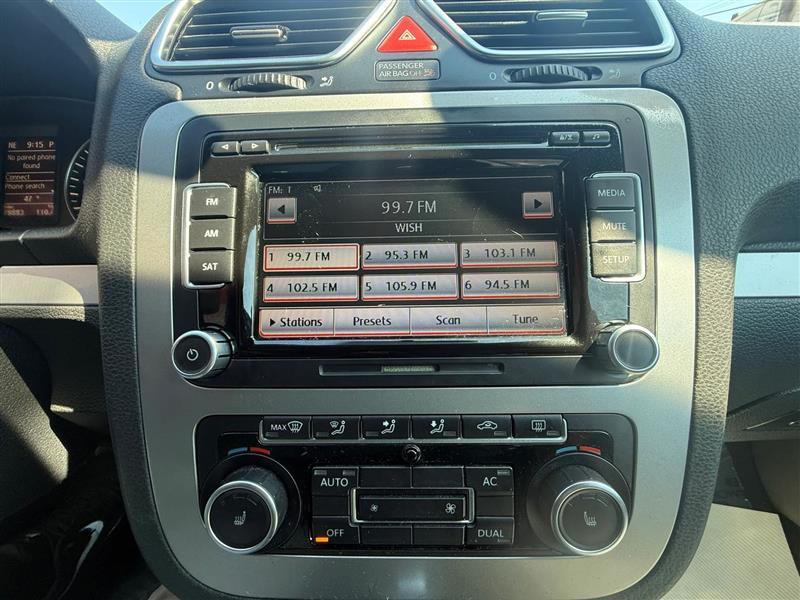 PASSENGER
AIR BAG OFF
0
0
NE 9:15 P
No paired phone
found
Connect
Phone search
FM: 1
99.7 FM
WISH
FM
AM
SAT
MEDIA
MUTE
SETUP
1 99.7 FM 2 95.3 FM 3 103.1 FM
4 102.5 FM 5 105.9 FM 6 94.5 FM
Stations Presets Scan Tune
MAX
AUTO AC
OFF DUAL